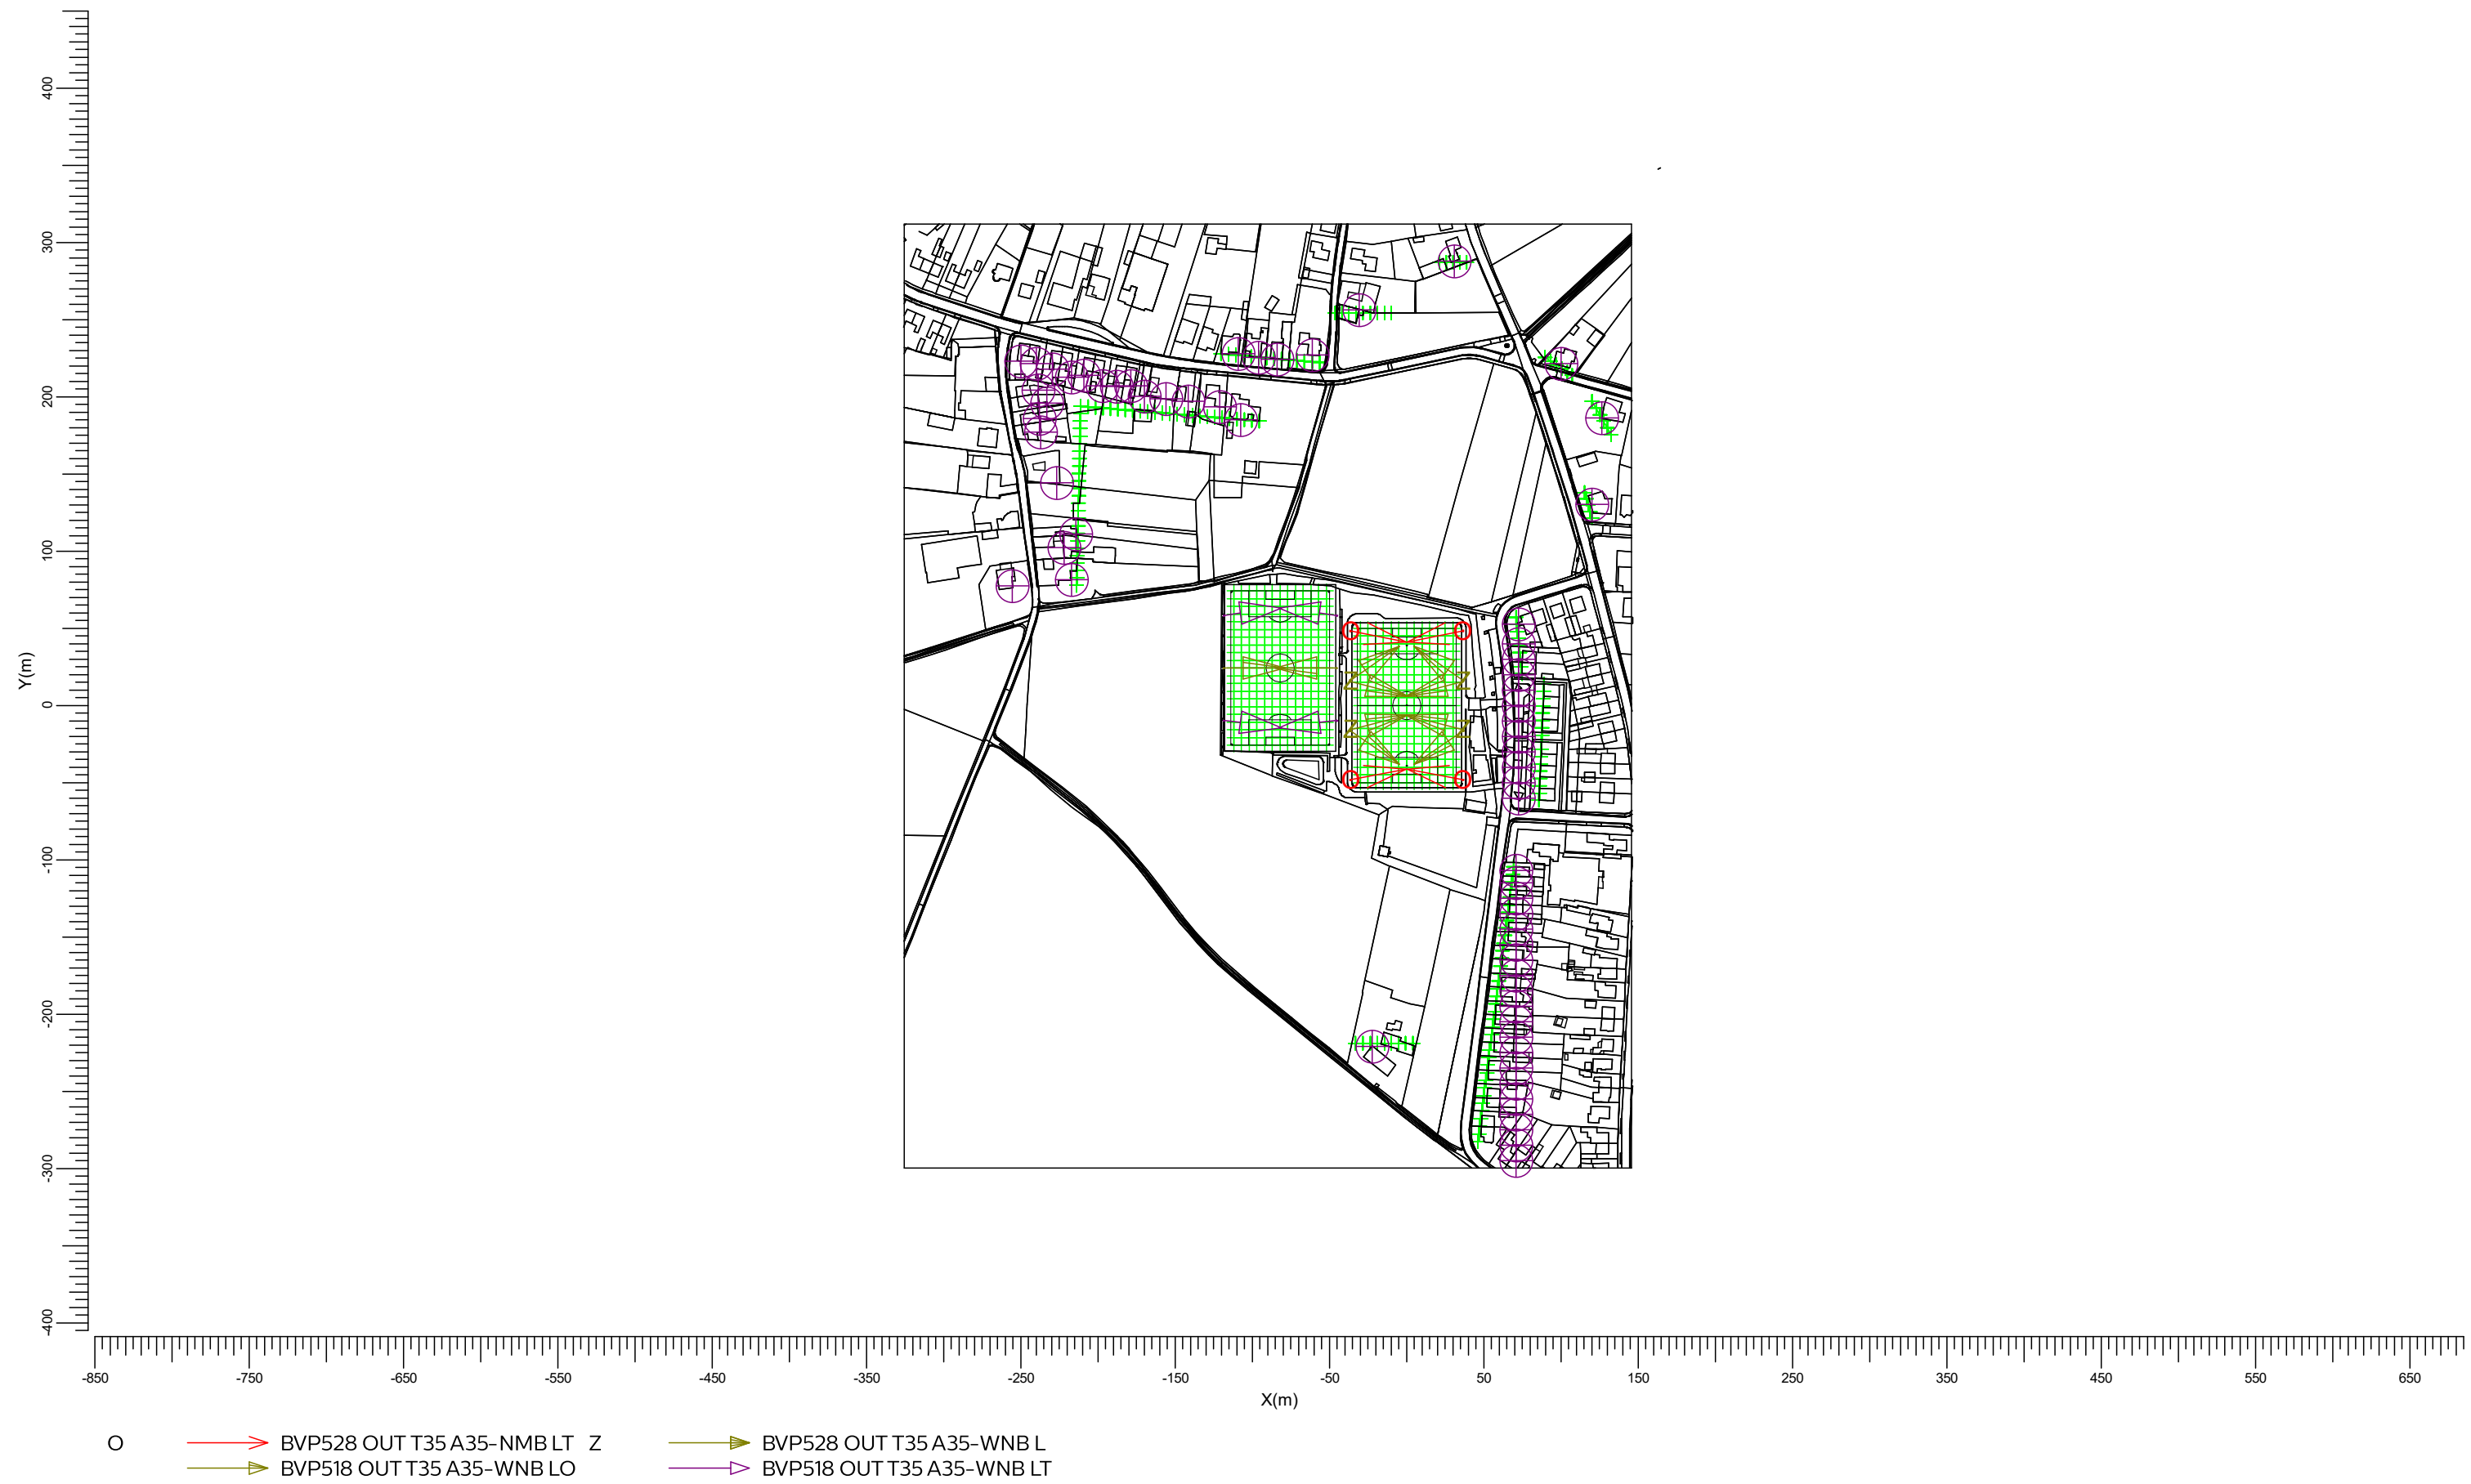 400
300
200
100
0
-100
-200
-300
-400
Y(m)
-850 -750 -650 -550 -450 -350 -250 -150 -50 50 150 250 350 450 550 650
X(m)
O BVP528 OUT T35 A35-NMB LT Z BVP528 OUT T35 A35-WNB L
BVP518 OUT T35 A35-WNB LO BVP518 OUT T35 A35-WNB LT